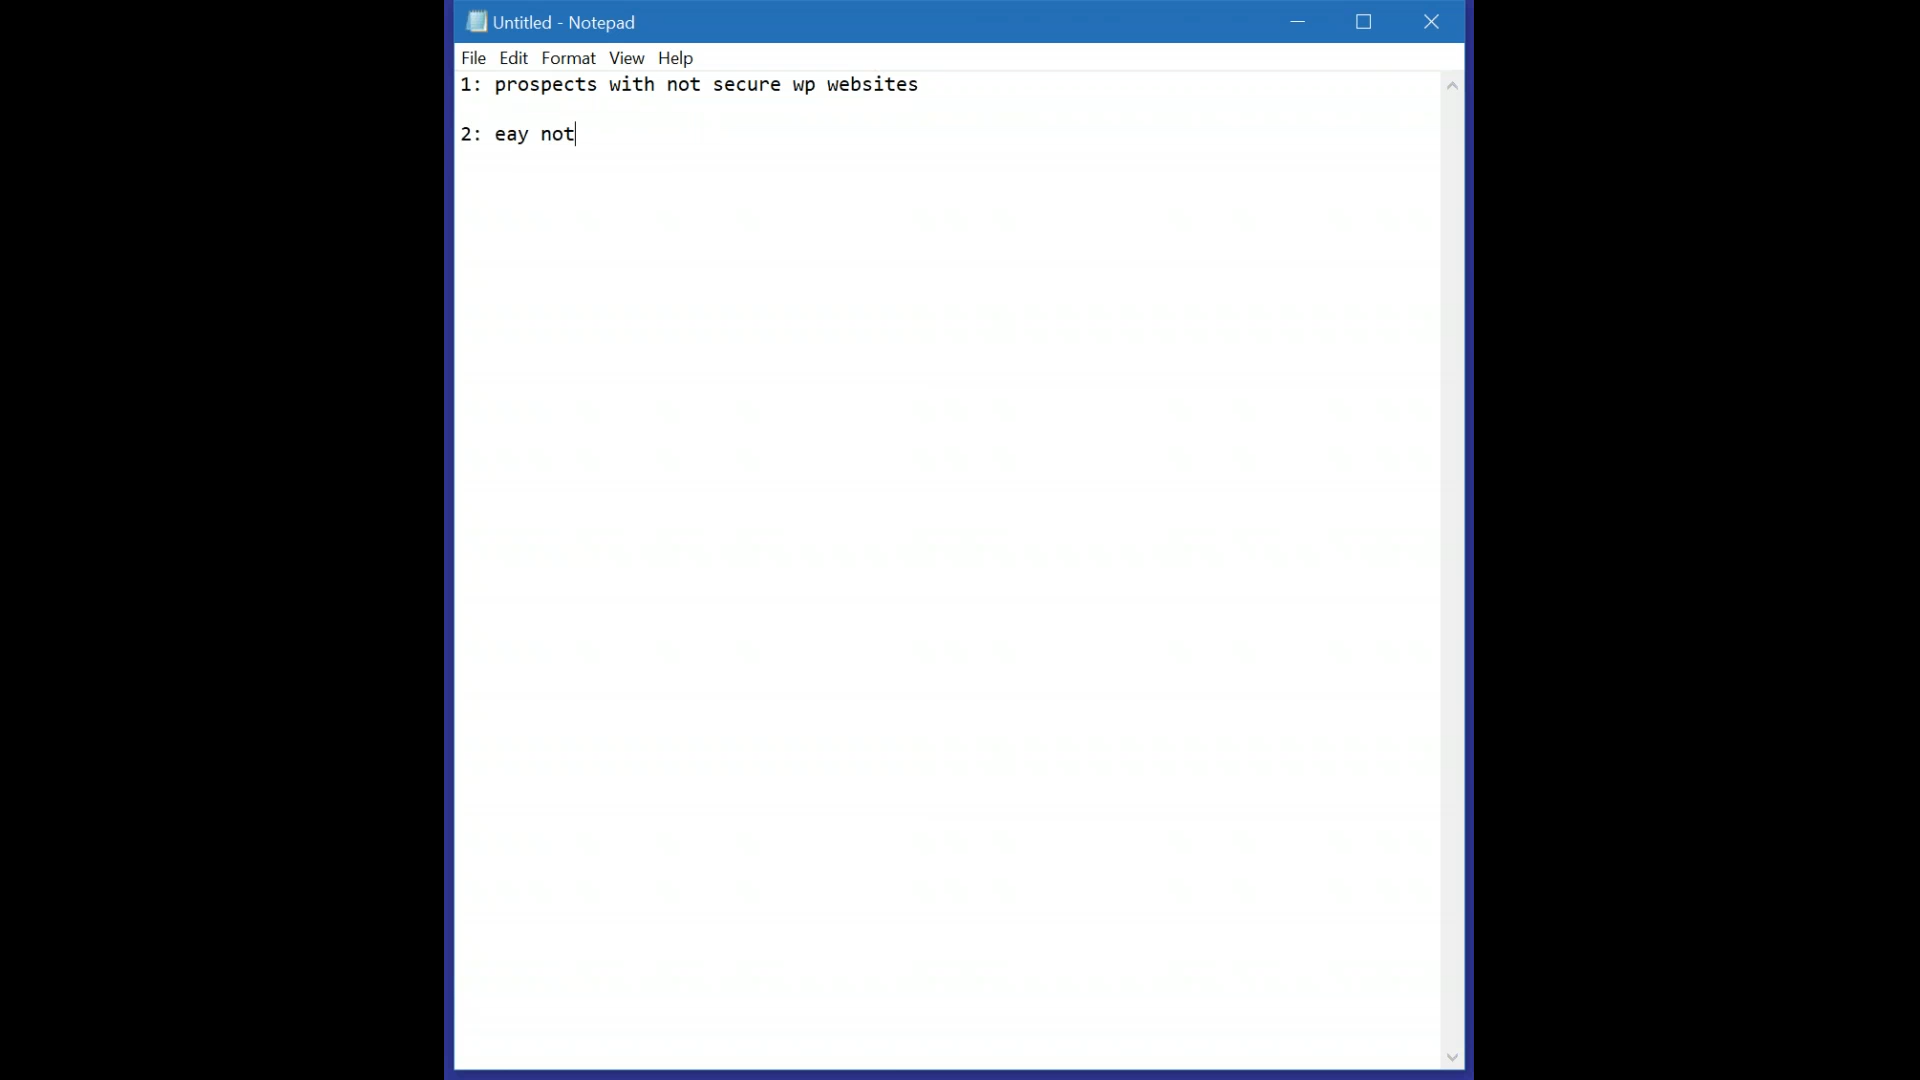 Untitled - Notepad
File Edit Format View Help
1: prospects with not secure wp websites
2: eay not